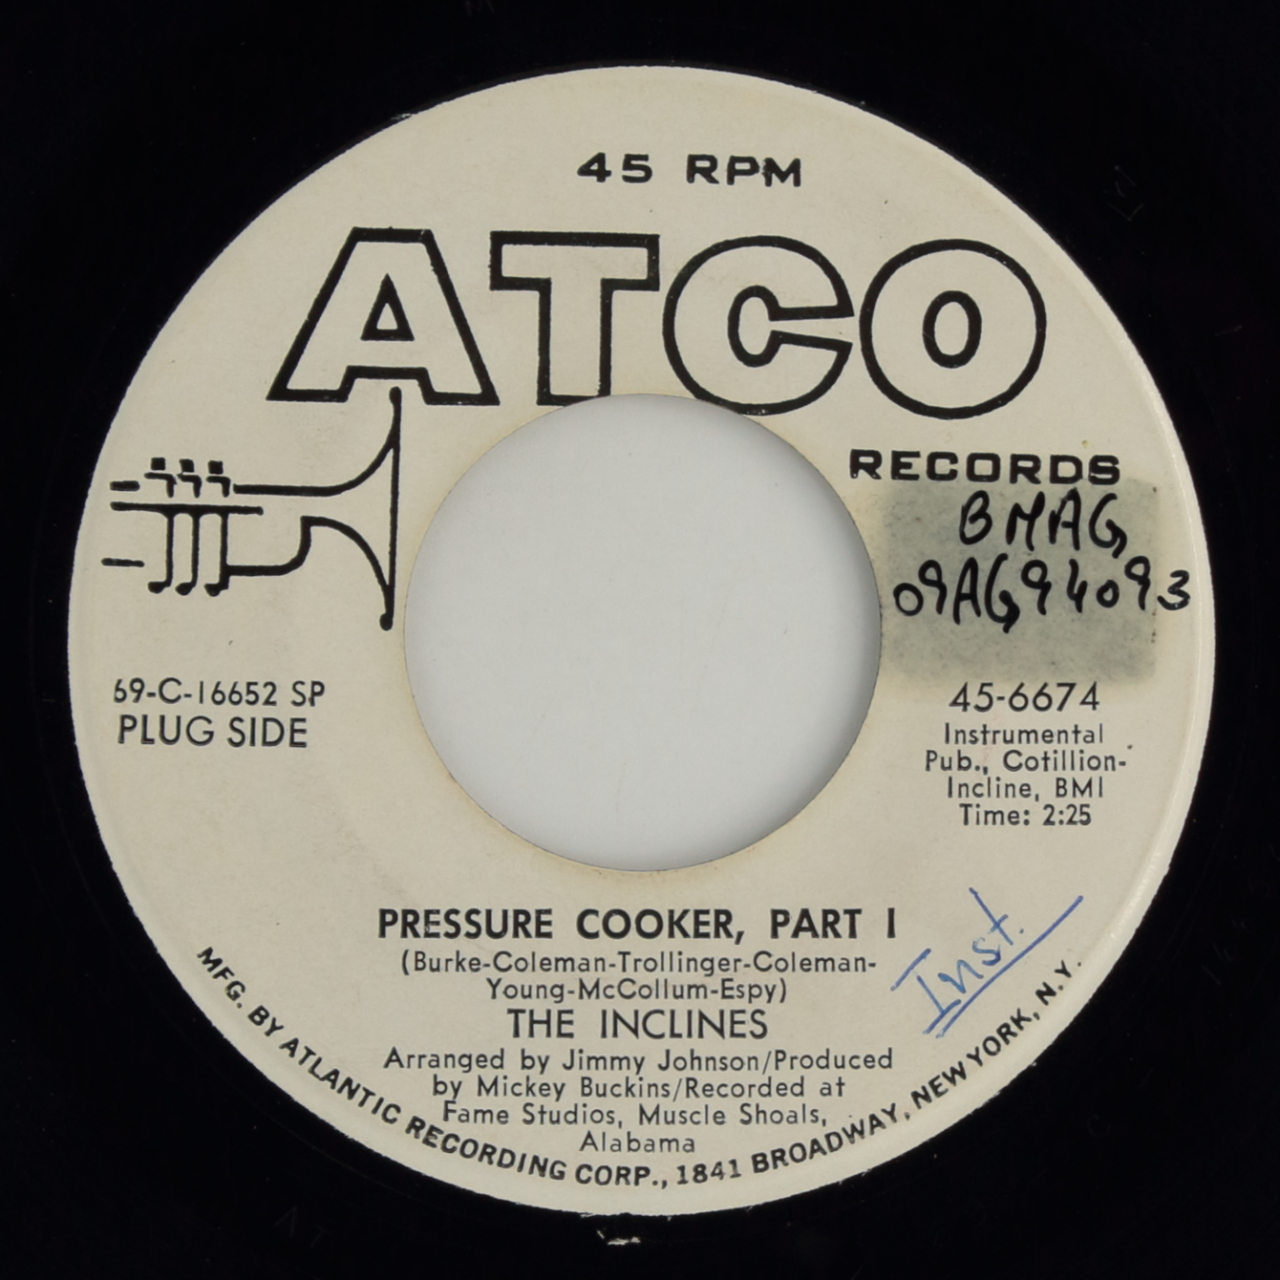 45 RPM
ATCO
RECORDS
BMAG
09AG94093
69-C-16652 SP
PLUG SIDE
45-6674
Instrumental
Pub., Cotillion-
Incline, BMI
Time: 2:25
PRESSURE COOKER, PART I
(Burke-Coleman-Trollinger-Coleman-
Young-McCollum-Espy)
THE INCLINES
Inst.
Arranged by Jimmy Johnson/Produced
by Mickey Buckins/Recorded at
Fame Studios, Muscle Shoals,
Alabama
MFG. BY ATLANTIC RECORDING CORP., 1841 BROADWAY, NEW YORK, N.Y.